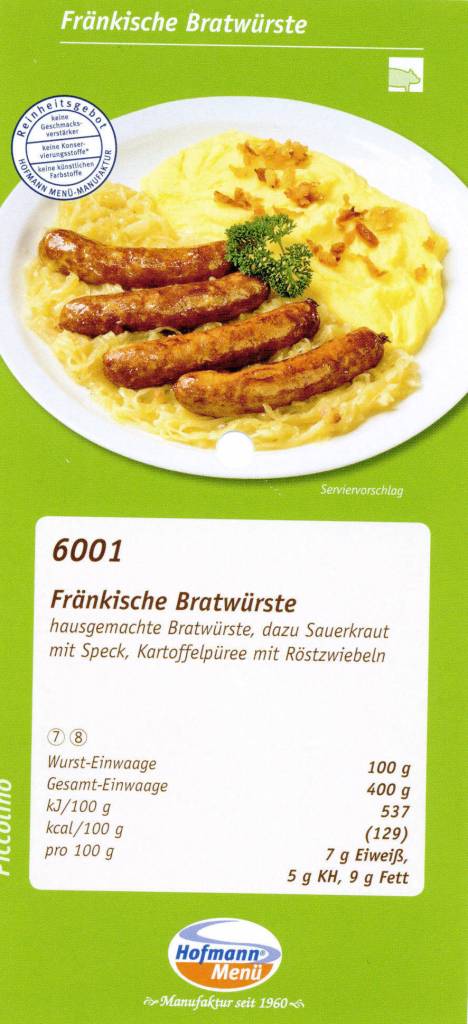 Fränkische Bratwürste
Reinheitsgebot
keine
Geschmacks-
verstärker
keine Konser-
vierungsstoffe*
keine künstlichen
Farbstoffe
HOFMANN MENÜ-MANUFAKTUR
Serviervorschlag
6001
Fränkische Bratwürste
hausgemachte Bratwürste, dazu Sauerkraut
mit Speck, Kartoffelpüree mit Röstzwiebeln
7 8
Wurst-Einwaage 100 g
Gesamt-Einwaage 400 g
kJ/100 g 537
kcal/100 g (129)
pro 100 g 7 g Eiweiß,
5 g KH, 9 g Fett
Piccolino
Hofmann®
Menü
Manufaktur seit 1960